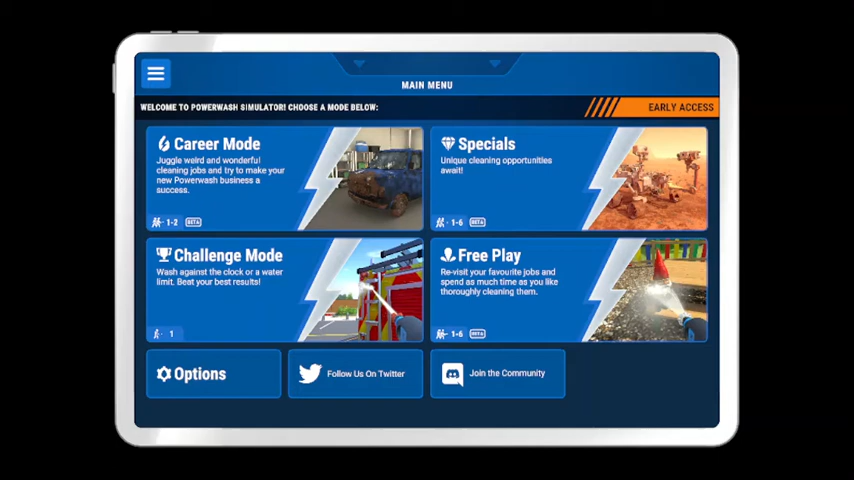 MAIN MENU
WELCOME TO POWERWASH SIMULATOR! CHOOSE A MODE BELOW:
EARLY ACCESS
Career Mode
Juggle weird and wonderful
cleaning jobs and try to make your
new Powerwash business a
success.
1-2 BETA
Specials
Unique cleaning opportunities
await!
1-6 BETA
Challenge Mode
Wash against the clock or a water
limit. Beat your best results!
1
Free Play
Re-visit your favourite jobs and
spend as much time as you like
thoroughly cleaning them.
1-6 BETA
Options
Follow Us On Twitter
Join the Community